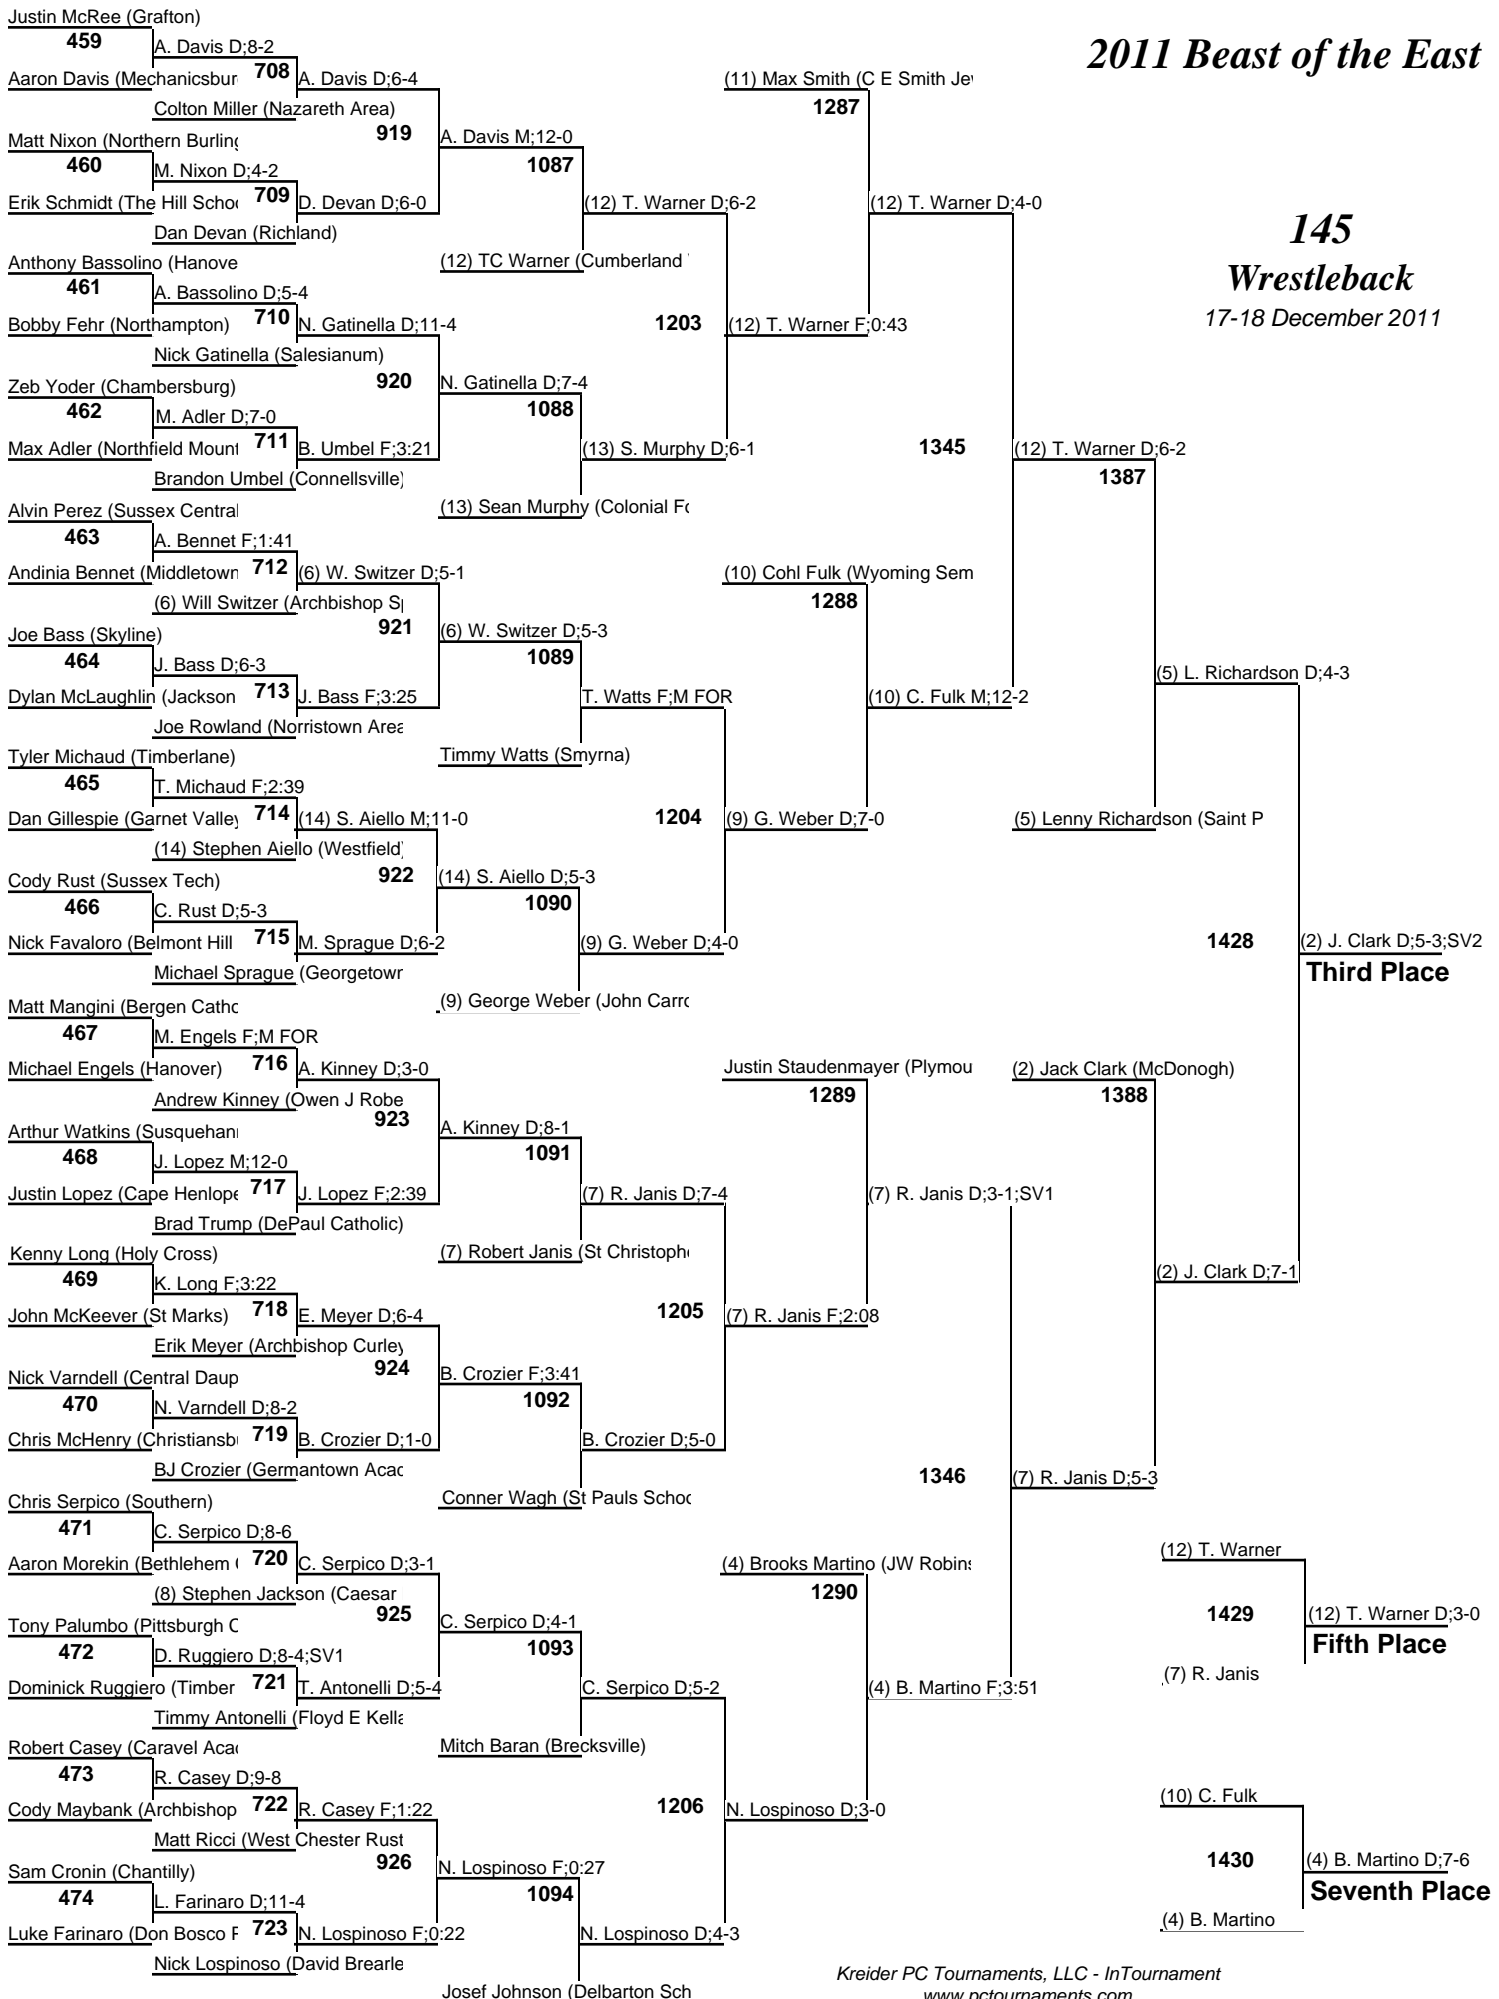 Justin McRee (Grafton)
459
A. Davis D;8-2
Aaron Davis (Mechanicsbur
708
A. Davis D;6-4
Colton Miller (Nazareth Area)
919
Matt Nixon (Northern Burling
A. Davis M;12-0
460
M. Nixon D;4-2
1087
Erik Schmidt (The Hill Schoo
709
D. Devan D;6-0
(12) T. Warner D;6-2
Dan Devan (Richland)
Anthony Bassolino (Hanove
(12) TC Warner (Cumberland
461
A. Bassolino D;5-4
Bobby Fehr (Northampton)
710
N. Gatinella D;11-4
1203
(12) T. Warner F;0:43
Nick Gatinella (Salesianum)
920
Zeb Yoder (Chambersburg)
N. Gatinella D;7-4
462
M. Adler D;7-0
1088
Max Adler (Northfield Mount
711
B. Umbel F;3:21
(13) S. Murphy D;6-1
Brandon Umbel (Connellsville)
Alvin Perez (Sussex Central
(13) Sean Murphy (Colonial Fo
463
A. Bennet F;1:41
Andinia Bennet (Middletown
712
(6) W. Switzer D;5-1
(6) Will Switzer (Archbishop Sp
921
Joe Bass (Skyline)
(6) W. Switzer D;5-3
464
J. Bass D;6-3
1089
Dylan McLaughlin (Jackson
713
J. Bass F;3:25
T. Watts F;M FOR
Joe Rowland (Norristown Area
Tyler Michaud (Timberlane)
Timmy Watts (Smyrna)
465
T. Michaud F;2:39
Dan Gillespie (Garnet Valley
714
(14) S. Aiello M;11-0
1204
(9) G. Weber D;7-0
(14) Stephen Aiello (Westfield)
922
Cody Rust (Sussex Tech)
(14) S. Aiello D;5-3
466
C. Rust D;5-3
1090
Nick Favaloro (Belmont Hill
715
M. Sprague D;6-2
(9) G. Weber D;4-0
Michael Sprague (Georgetown
Matt Mangini (Bergen Catho
(9) George Weber (John Carro
467
M. Engels F;M FOR
Michael Engels (Hanover)
716
A. Kinney D;3-0
Andrew Kinney (Owen J Robe
923
Arthur Watkins (Susquehann
A. Kinney D;8-1
468
J. Lopez M;12-0
1091
Justin Lopez (Cape Henlope
717
J. Lopez F;2:39
(7) R. Janis D;7-4
Brad Trump (DePaul Catholic)
Kenny Long (Holy Cross)
(7) Robert Janis (St Christophe
469
K. Long F;3:22
John McKeever (St Marks)
718
E. Meyer D;6-4
1205
(7) R. Janis F;2:08
Erik Meyer (Archbishop Curley
924
Nick Varndell (Central Daup
B. Crozier F;3:41
470
N. Varndell D;8-2
1092
Chris McHenry (Christiansbu
719
B. Crozier D;1-0
B. Crozier D;5-0
BJ Crozier (Germantown Acad
Chris Serpico (Southern)
Conner Wagh (St Pauls Schoo
471
C. Serpico D;8-6
Aaron Morekin (Bethlehem
720
C. Serpico D;3-1
(8) Stephen Jackson (Caesar
925
Tony Palumbo (Pittsburgh C
C. Serpico D;4-1
472
D. Ruggiero D;8-4;SV1
1093
Dominick Ruggiero (Timber
721
T. Antonelli D;5-4
C. Serpico D;5-2
Timmy Antonelli (Floyd E Kella
Robert Casey (Caravel Acad
Mitch Baran (Brecksville)
473
R. Casey D;9-8
Cody Maybank (Archbishop
722
R. Casey F;1:22
1206
N. Lospinoso D;3-0
Matt Ricci (West Chester Rust
926
Sam Cronin (Chantilly)
N. Lospinoso F;0:27
474
L. Farinaro D;11-4
1094
Luke Farinaro (Don Bosco P
723
N. Lospinoso F;0:22
N. Lospinoso D;4-3
Nick Lospinoso (David Brearle
Josef Johnson (Delbarton Sch
(11) Max Smith (C E Smith Jew
1287
(12) T. Warner D;4-0
1345
(12) T. Warner D;6-2
1387
(10) Cohl Fulk (Wyoming Sem
1288
(10) C. Fulk M;12-2
(5) L. Richardson D;4-3
(5) Lenny Richardson (Saint P
1428
(2) J. Clark D;5-3;SV2
Third Place
Justin Staudenmayer (Plymou
(2) Jack Clark (McDonogh)
1289
1388
(7) R. Janis D;3-1;SV1
(2) J. Clark D;7-1
1346
(7) R. Janis D;5-3
(4) Brooks Martino (JW Robins
1290
(4) B. Martino F;3:51
(12) T. Warner
1429
(12) T. Warner D;3-0
Fifth Place
(7) R. Janis
(10) C. Fulk
1430
(4) B. Martino D;7-6
Seventh Place
(4) B. Martino
2011 Beast of the East
145
Wrestleback
17-18 December 2011
Kreider PC Tournaments, LLC - InTournament
www.pctournaments.com